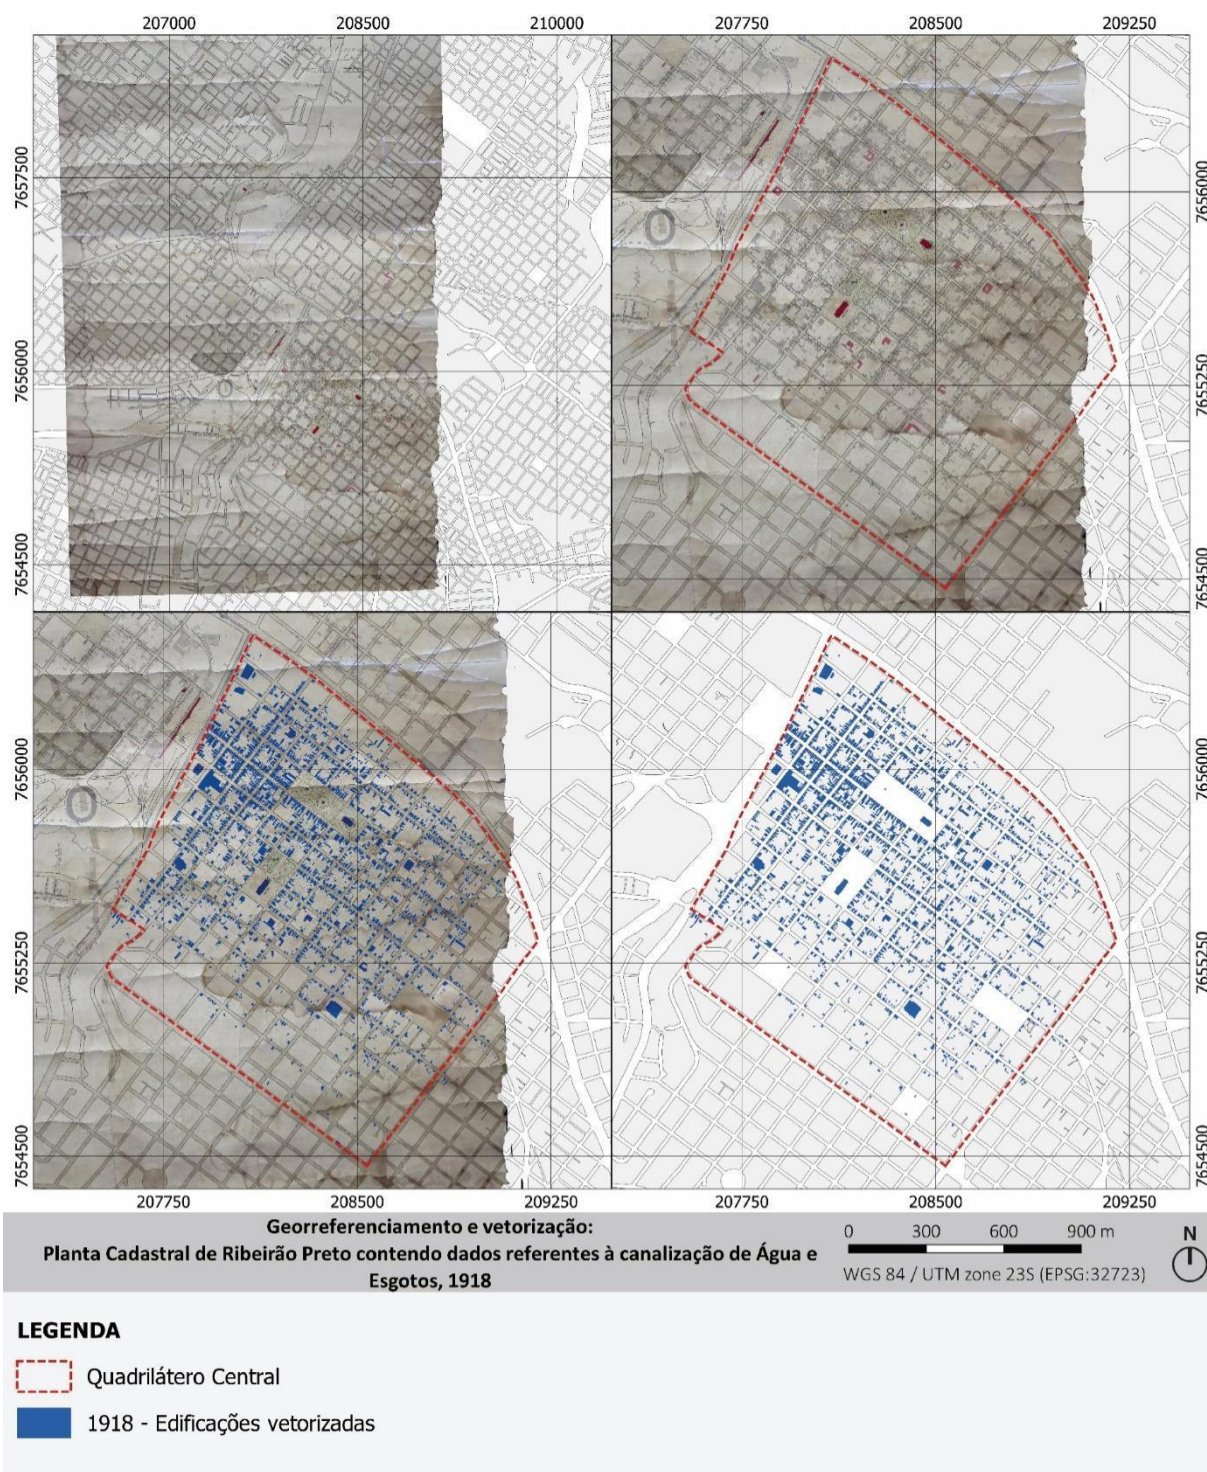 207000 208500 210000 207750 208500 209250
7657500
7656000
7654500
7656000
7655250
7654500
7656000
7655250
7654500
7656000
7655250
7654500
207750 208500 209250 207750 208500 209250
Georreferenciamento e vetorização:
Planta Cadastral de Ribeirão Preto contendo dados referentes à canalização de Água e
Esgotos, 1918
0 300 600 900 m
WGS 84 / UTM zone 23S (EPSG:32723)
N
LEGENDA
Quadrilátero Central
1918 - Edificações vetorizadas